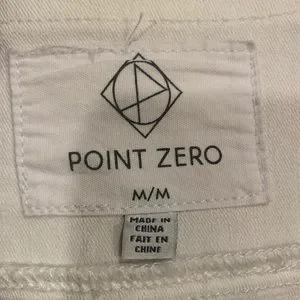 POINT ZERO
M/M
MADE IN
CHINA
FAIT EN
CHINE